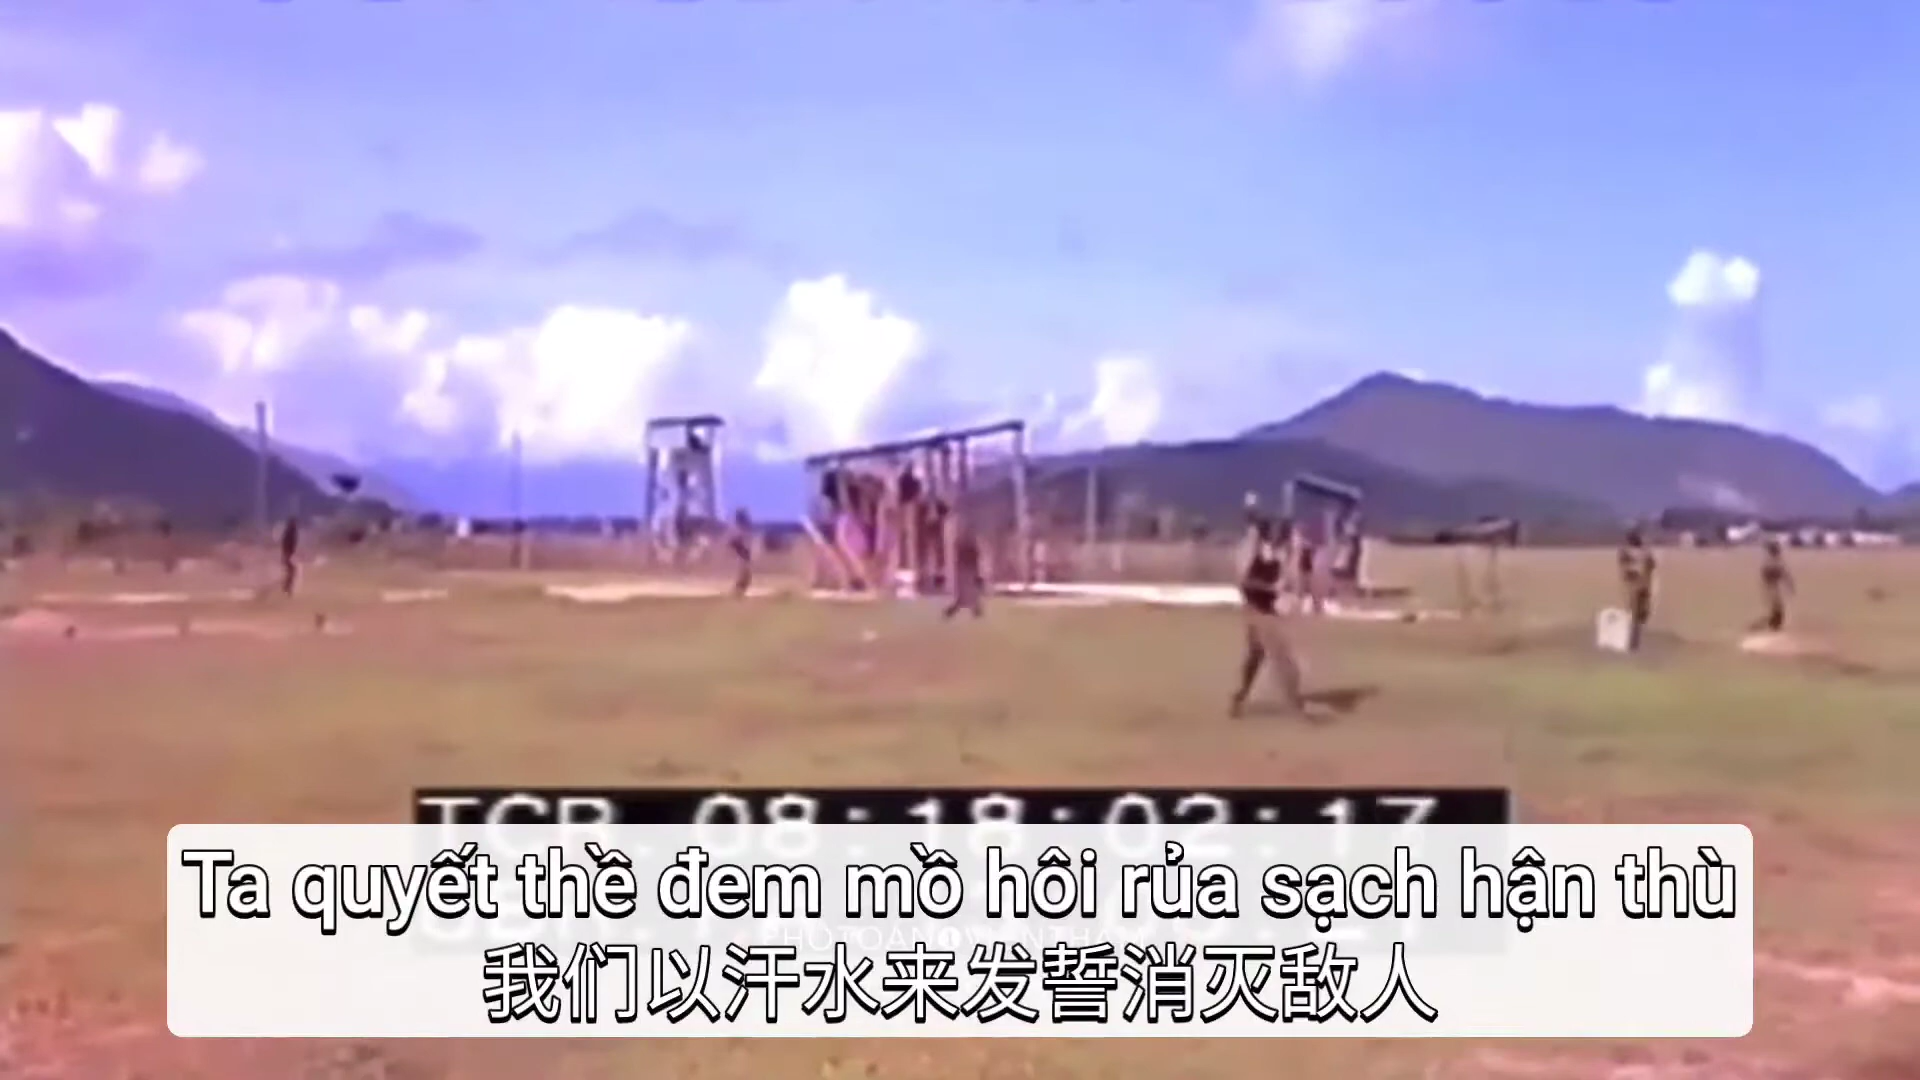 TCR 08:18:02:17
Ta quyết thề đem mồ hôi rửa sạch hận thù
我们以汗水来发誓消灭敌人